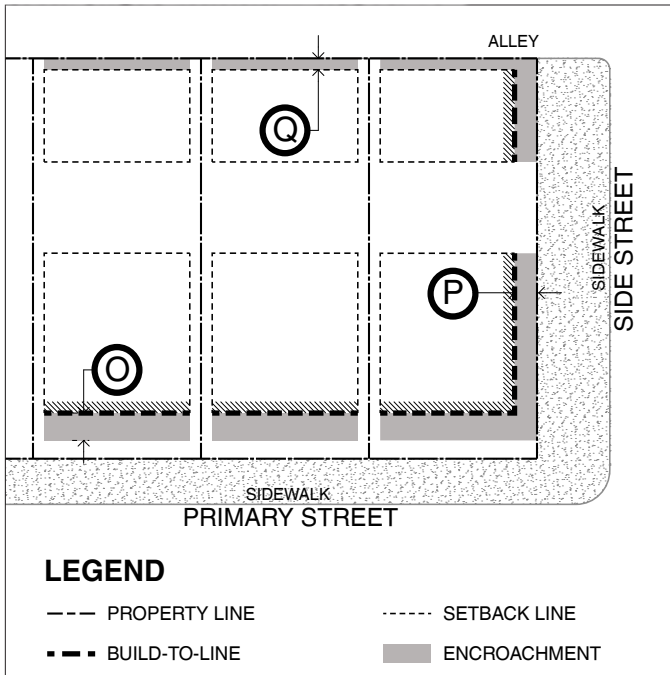 ALLEY
Q
SIDEWALK
SIDE STREET
P
O
SIDEWALK
PRIMARY STREET
LEGEND
PROPERTY LINE
SETBACK LINE
BUILD-TO-LINE
ENCROACHMENT